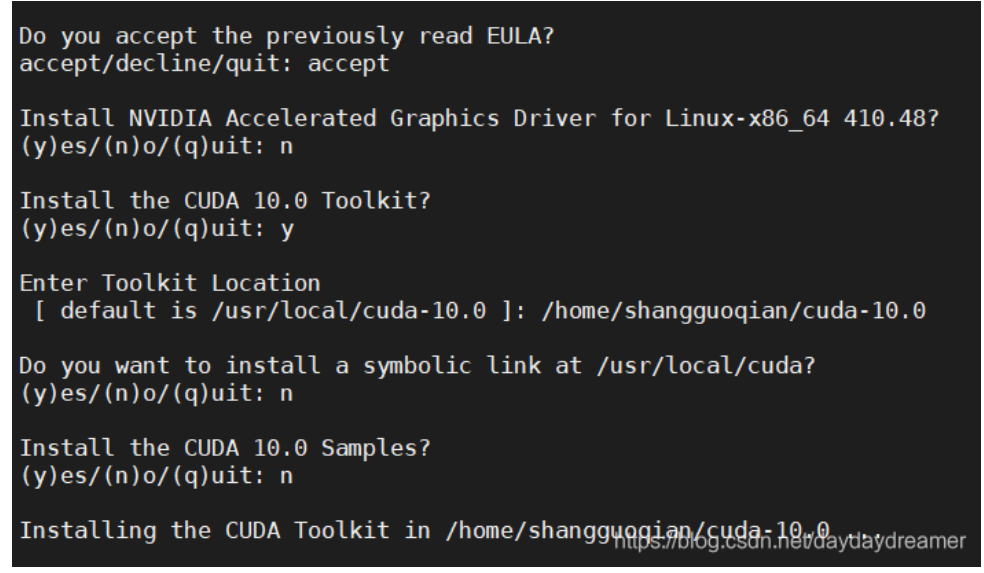 Do you accept the previously read EULA?
accept/decline/quit: accept
Install NVIDIA Accelerated Graphics Driver for Linux-x86_64 410.48?
(y)es/(n)o/(q)uit: n
Install the CUDA 10.0 Toolkit?
(y)es/(n)o/(q)uit: y
Enter Toolkit Location
 [ default is /usr/local/cuda-10.0 ]: /home/shangguoqian/cuda-10.0
Do you want to install a symbolic link at /usr/local/cuda?
(y)es/(n)o/(q)uit: n
Install the CUDA 10.0 Samples?
(y)es/(n)o/(q)uit: n
Installing the CUDA Toolkit in /home/shangguoqian/cuda-10.0 ...
https://blog.csdn.net/daydaydreamer